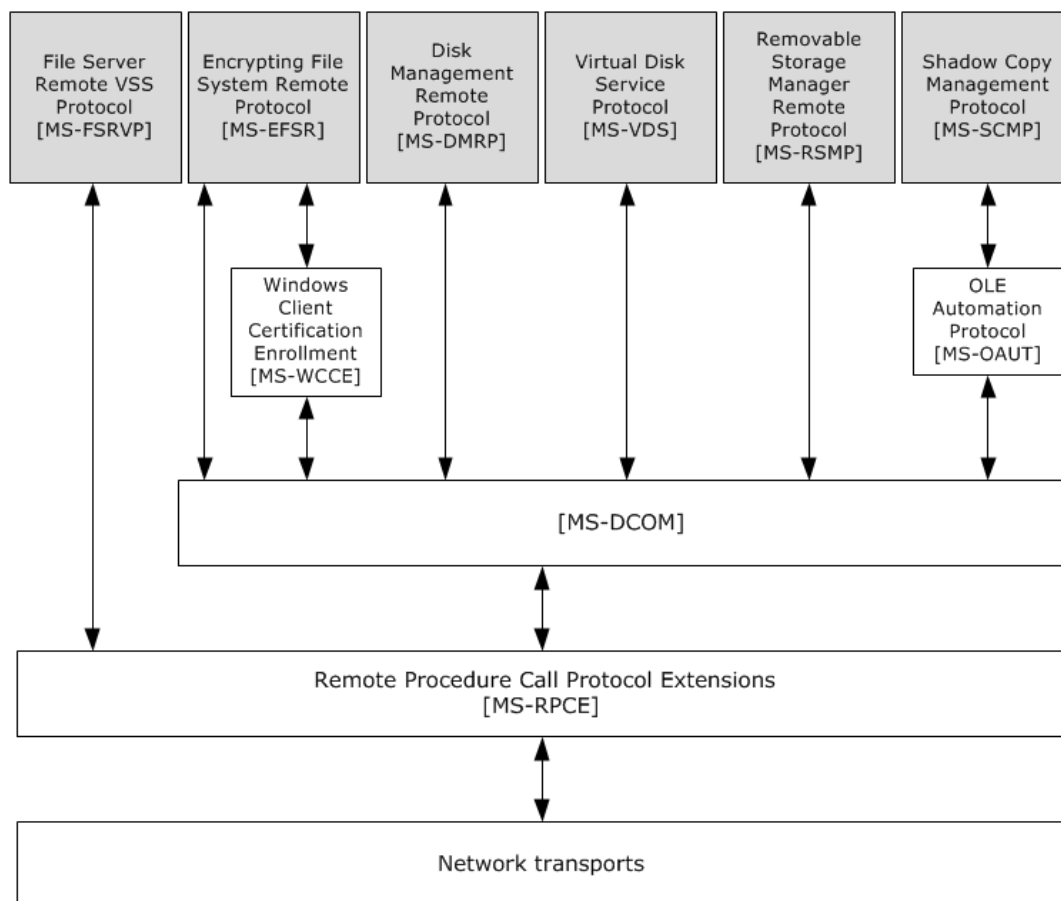 File Server
Remote VSS
Protocol
[MS-FSRVP]
Encrypting File
System Remote
Protocol
[MS-EFSR]
Disk
Management
Remote
Protocol
[MS-DMRP]
Virtual Disk
Service
Protocol
[MS-VDS]
Removable
Storage
Manager
Remote
Protocol
[MS-RSMP]
Shadow Copy
Management
Protocol
[MS-SCMP]
Windows
Client
Certification
Enrollment
[MS-WCCE]
OLE
Automation
Protocol
[MS-OAUT]
[MS-DCOM]
Remote Procedure Call Protocol Extensions
[MS-RPCE]
Network transports